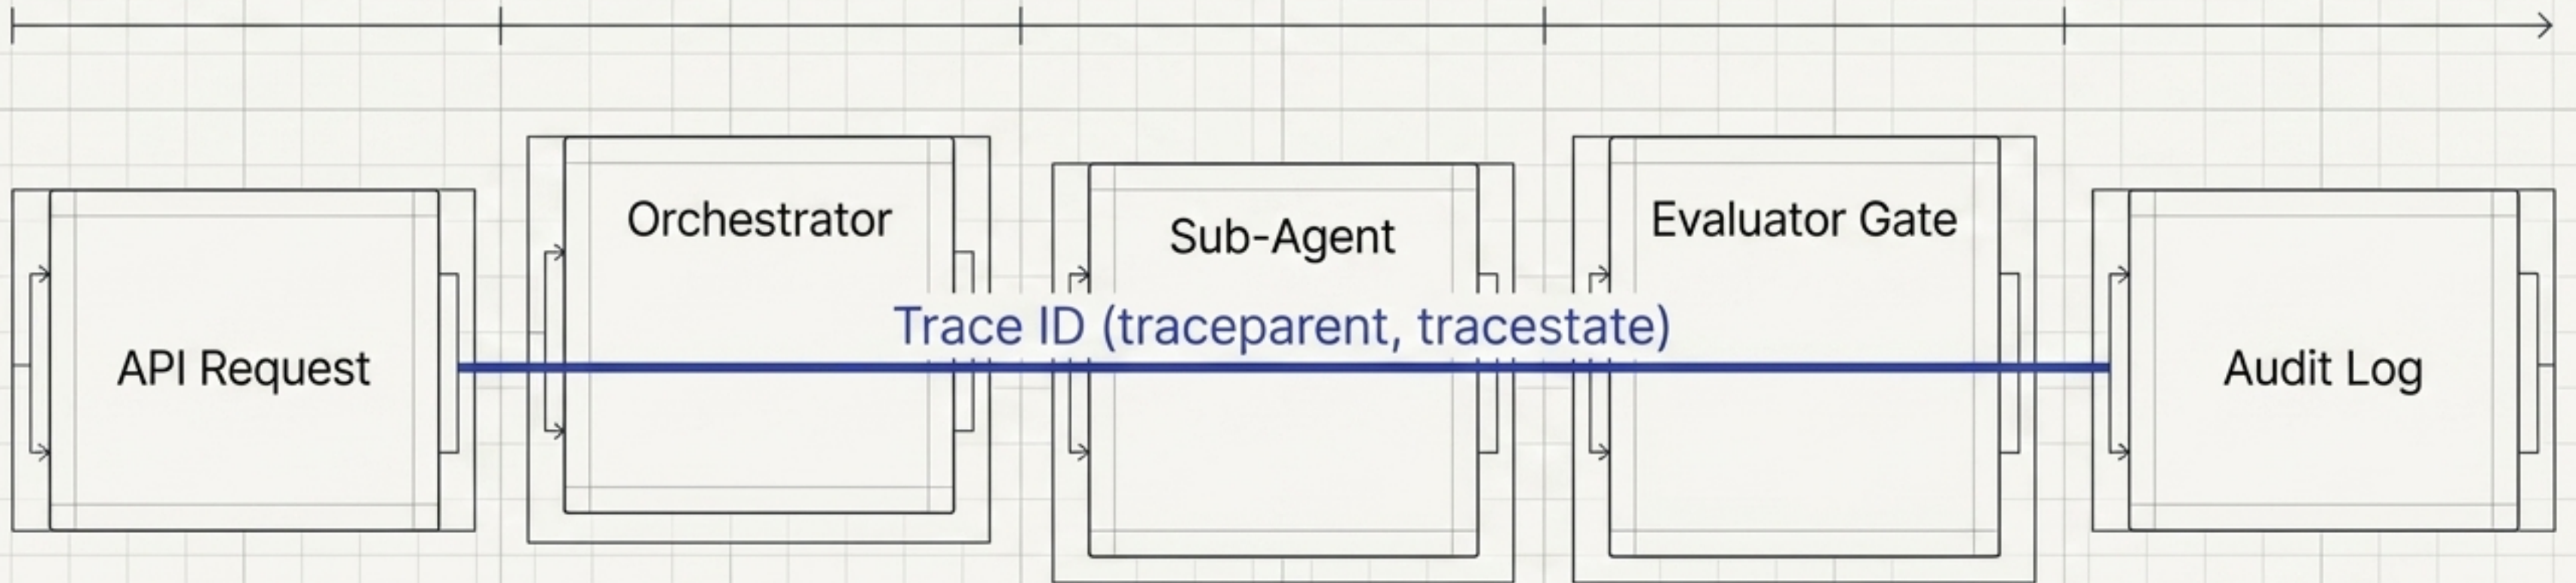 API Request
Orchestrator
Sub-Agent
Evaluator Gate
Trace ID (traceparent, tracestate)
Audit Log